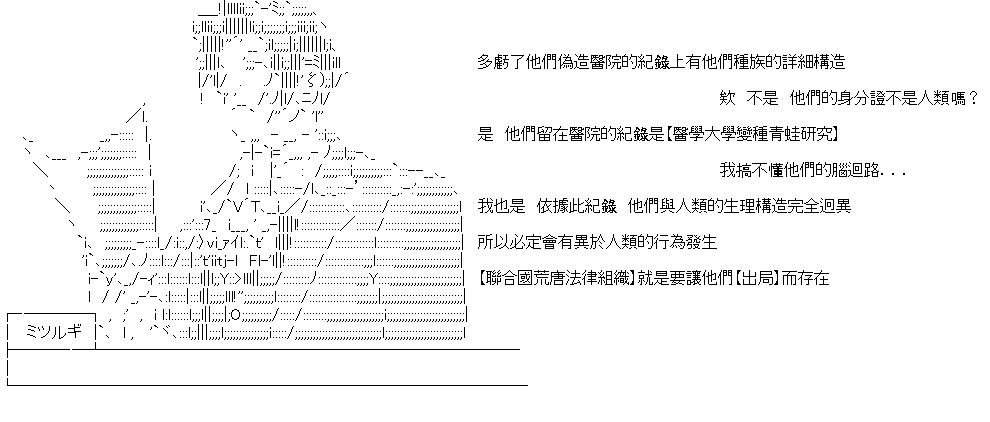 多虧了他們偽造醫院的紀錄上有他們種族的詳細構造
欸　不是　他們的身分證不是人類嗎？
是　他們留在醫院的紀錄是【醫學大學變種青蛙研究】
我搞不懂他們的腦迴路...
我也是　依據此紀錄　他們與人類的生理構造完全迥異
所以必定會有異於人類的行為發生
【聯合國荒唐法律組織】就是要讓他們【出局】而存在
ミツルギ